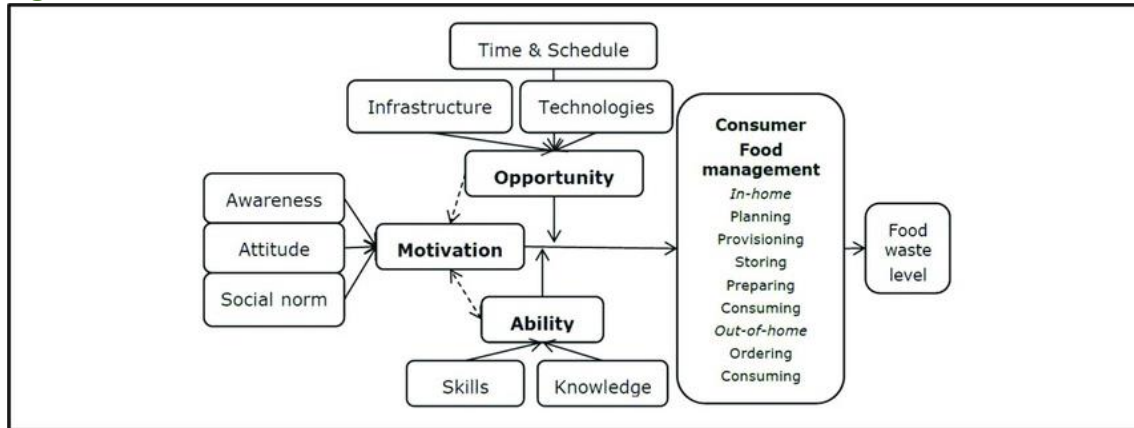 Time & Schedule
Infrastructure
Technologies
Opportunity
Awareness
Attitude
Social norm
Motivation
Ability
Skills
Knowledge
Consumer
Food
management
In-home
Planning
Provisioning
Storing
Preparing
Consuming
Out-of-home
Ordering
Consuming
Food
waste
level